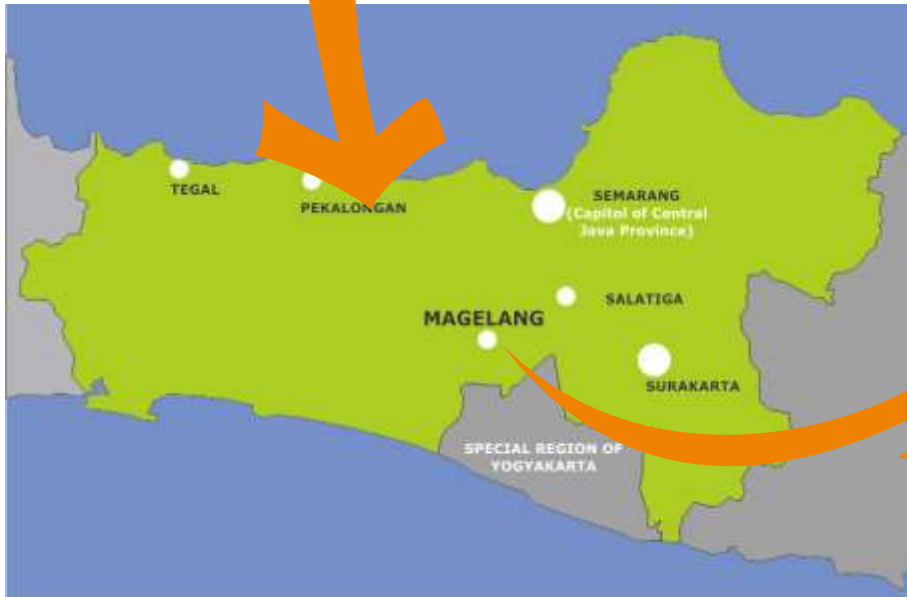 TEGAL
PEKALONGAN
SEMARANG
(Capitol of Central
Java Province)
SALATIGA
MAGELANG
SURAKARTA
SPECIAL REGION OF
YOGYAKARTA